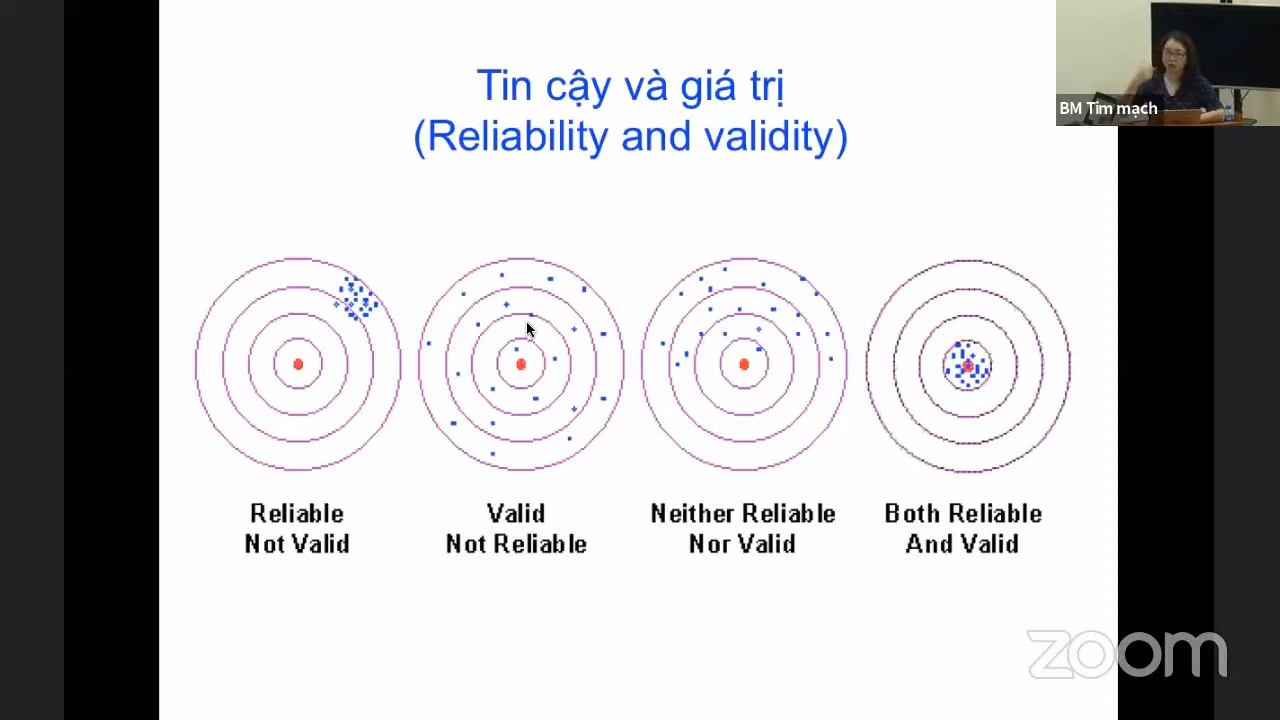 Tin cậy và giá trị
(Reliability and validity)
BM Tim mạch
Reliable
Not Valid
Valid
Not Reliable
Neither Reliable
Nor Valid
Both Reliable
And Valid
zoom